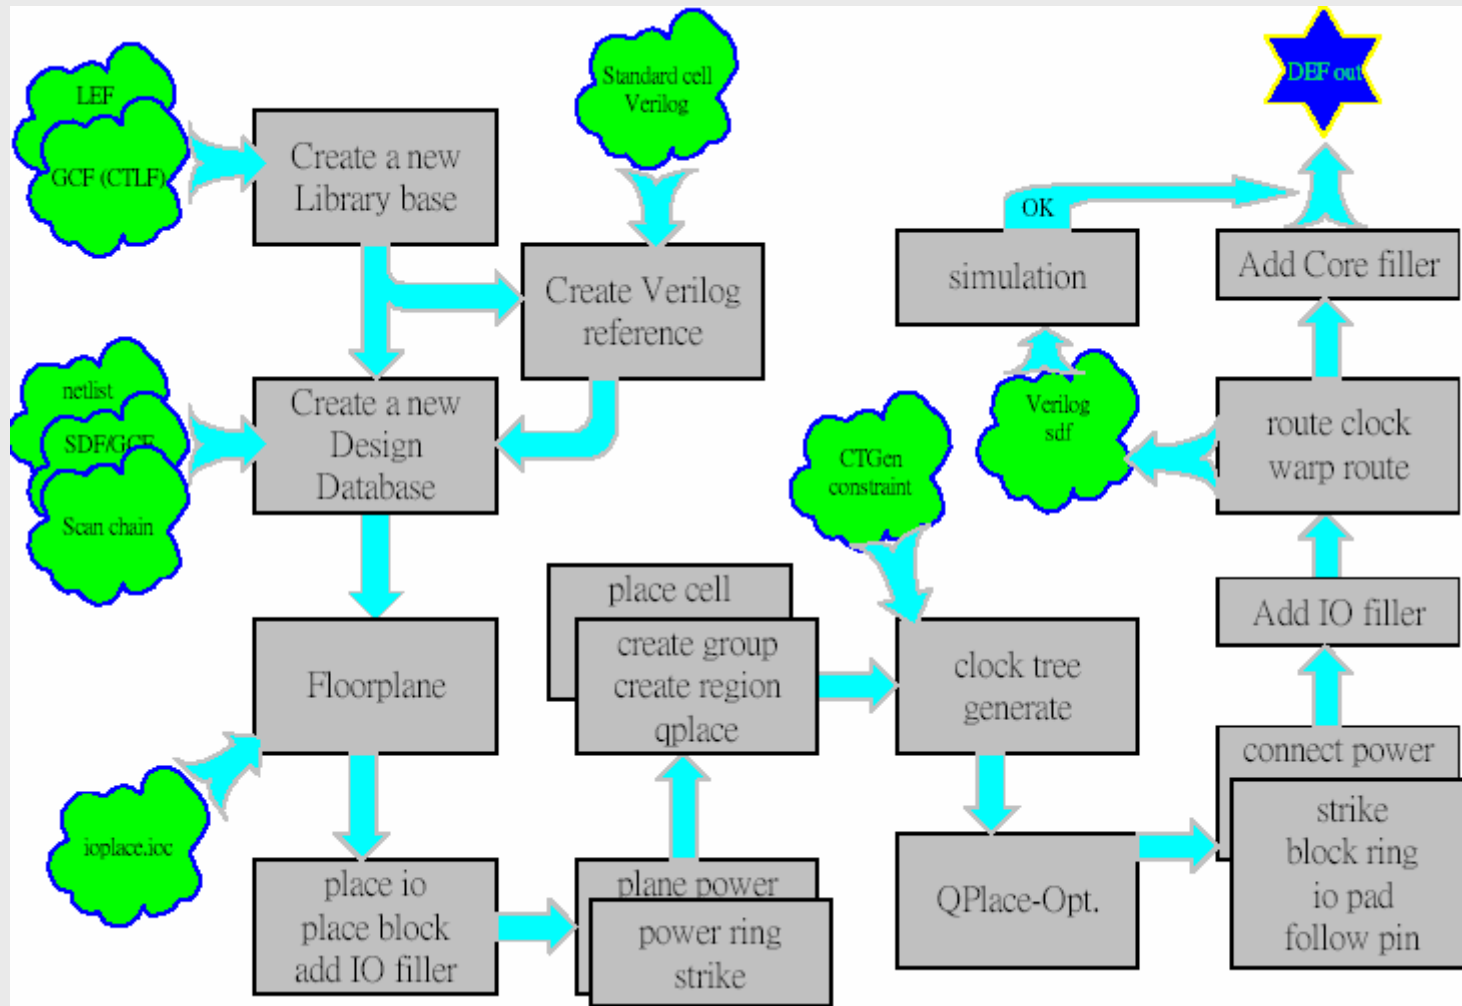 LEF
GCF (CTLF)
Create a new
Library base
Standard cell
Verilog
Create Verilog
reference
netlist
SDF/GCF
Scan chain
Create a new
Design
Database
Floorplane
ioplace.ioc
place io
place block
add IO filler
plane power
power ring
strike
place cell
create group
create region
qplace
CTGen
constraint
clock tree
generate
QPlace-Opt.
connect power
strike
block ring
io pad
follow pin
Add IO filler
route clock
warp route
Verilog
sdf
simulation
OK
Add Core filler
DEF out